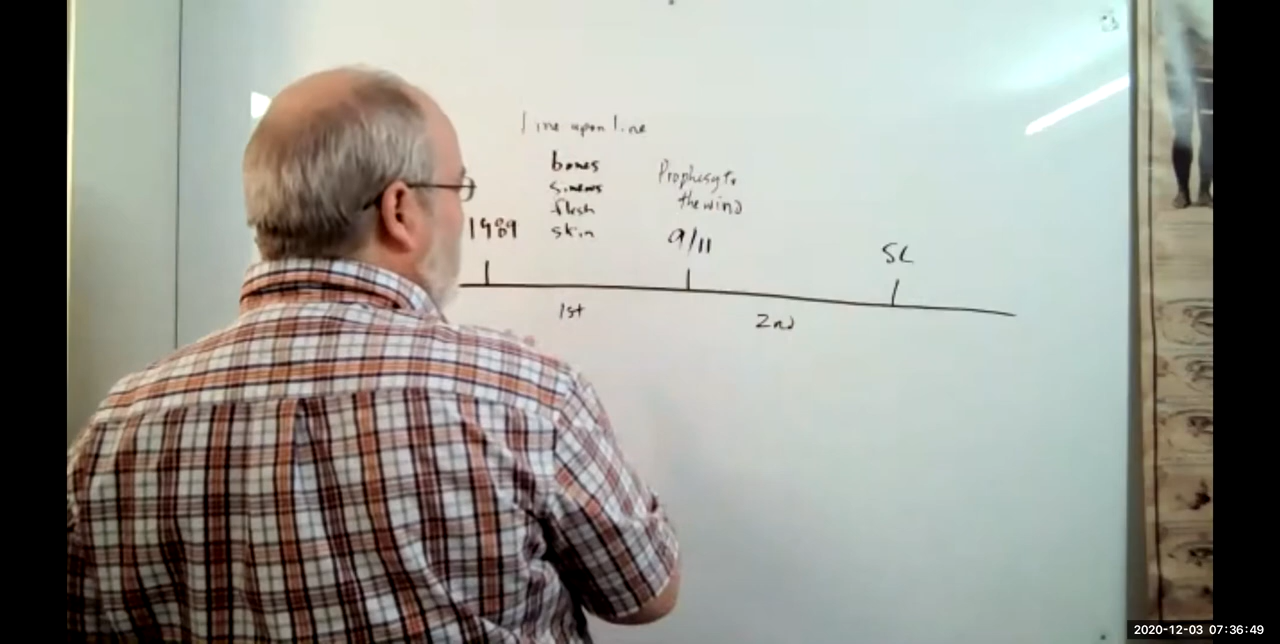 line upon line
bones
sinews
flesh
skin
Prophesy to
the wind
1989
9/11
SL
1st
2nd
2020-12-03 07:36:49